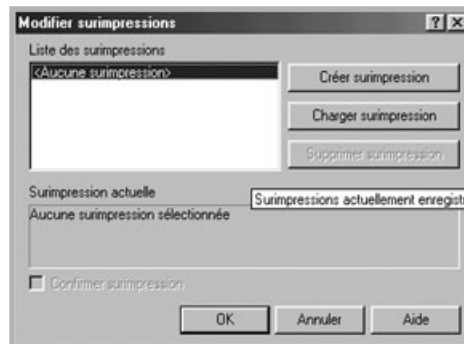 Modifier surimpressions
Liste des surimpressions
<Aucune surimpression>
Créer surimpression
Charger surimpression
Supprimer surimpression
Surimpression actuelle
Surimpressions actuellement enregist
Aucune surimpression sélectionnée
Confirmer surimpression
OK
Annuler
Aide